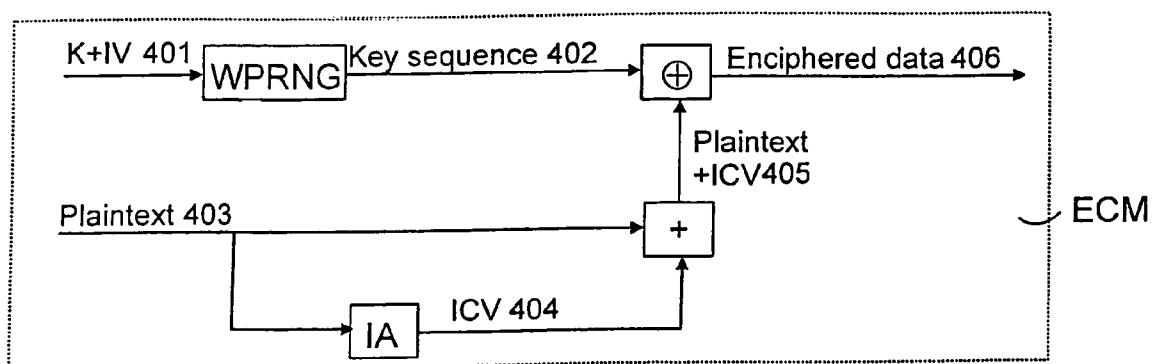 K+IV 401
WPRNG
Key sequence 402
⊕
Enciphered data 406
Plaintext
+ICV405
Plaintext 403
+
ECM
IA
ICV 404